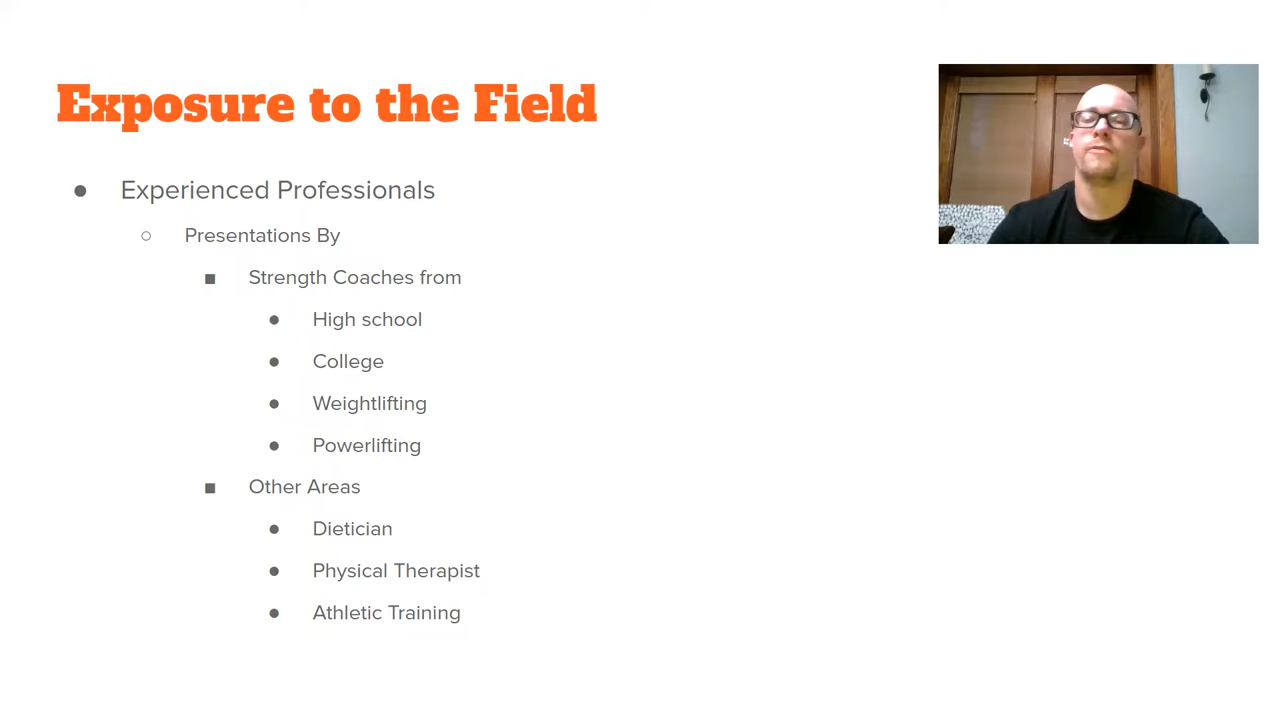 Exposure to the Field
● Experienced Professionals
○ Presentations By
■ Strength Coaches from
● High school
● College
● Weightlifting
● Powerlifting
■ Other Areas
● Dietician
● Physical Therapist
● Athletic Training